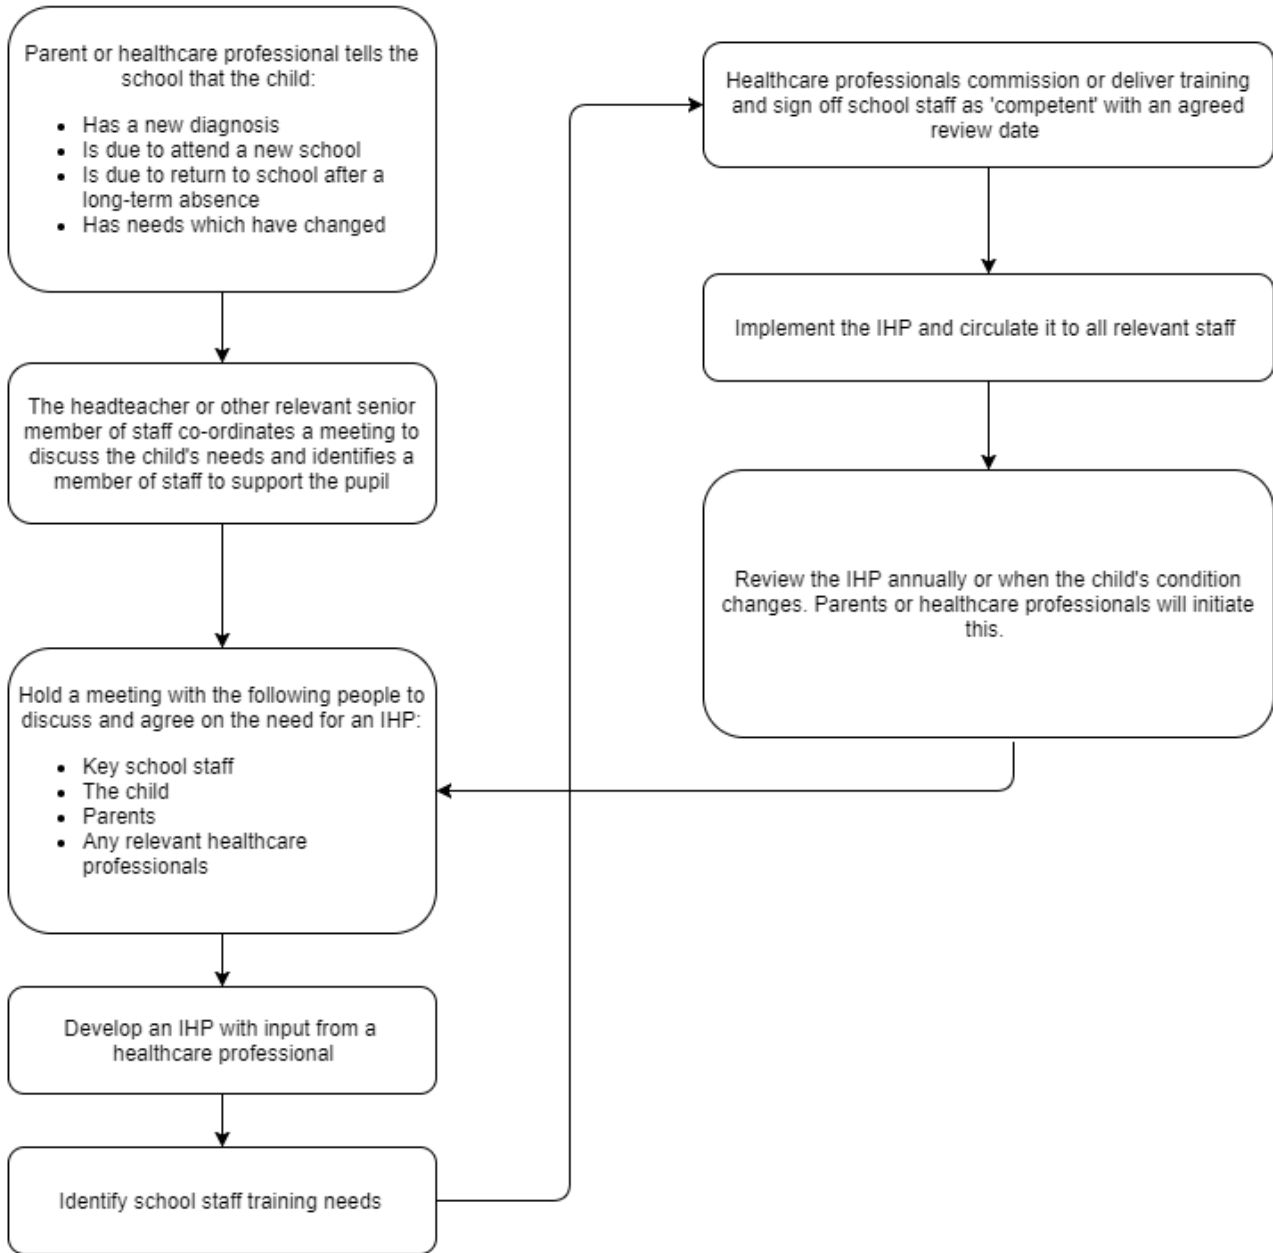 Parent or healthcare professional tells the
school that the child:
• Has a new diagnosis
• Is due to attend a new school
• Is due to return to school after a
long-term absence
• Has needs which have changed
The headteacher or other relevant senior
member of staff co-ordinates a meeting to
discuss the child's needs and identifies a
member of staff to support the pupil
Hold a meeting with the following people to
discuss and agree on the need for an IHP:
• Key school staff
• The child
• Parents
• Any relevant healthcare
professionals
Develop an IHP with input from a
healthcare professional
Identify school staff training needs
Healthcare professionals commission or deliver training
and sign off school staff as 'competent' with an agreed
review date
Implement the IHP and circulate it to all relevant staff
Review the IHP annually or when the child's condition
changes. Parents or healthcare professionals will initiate
this.